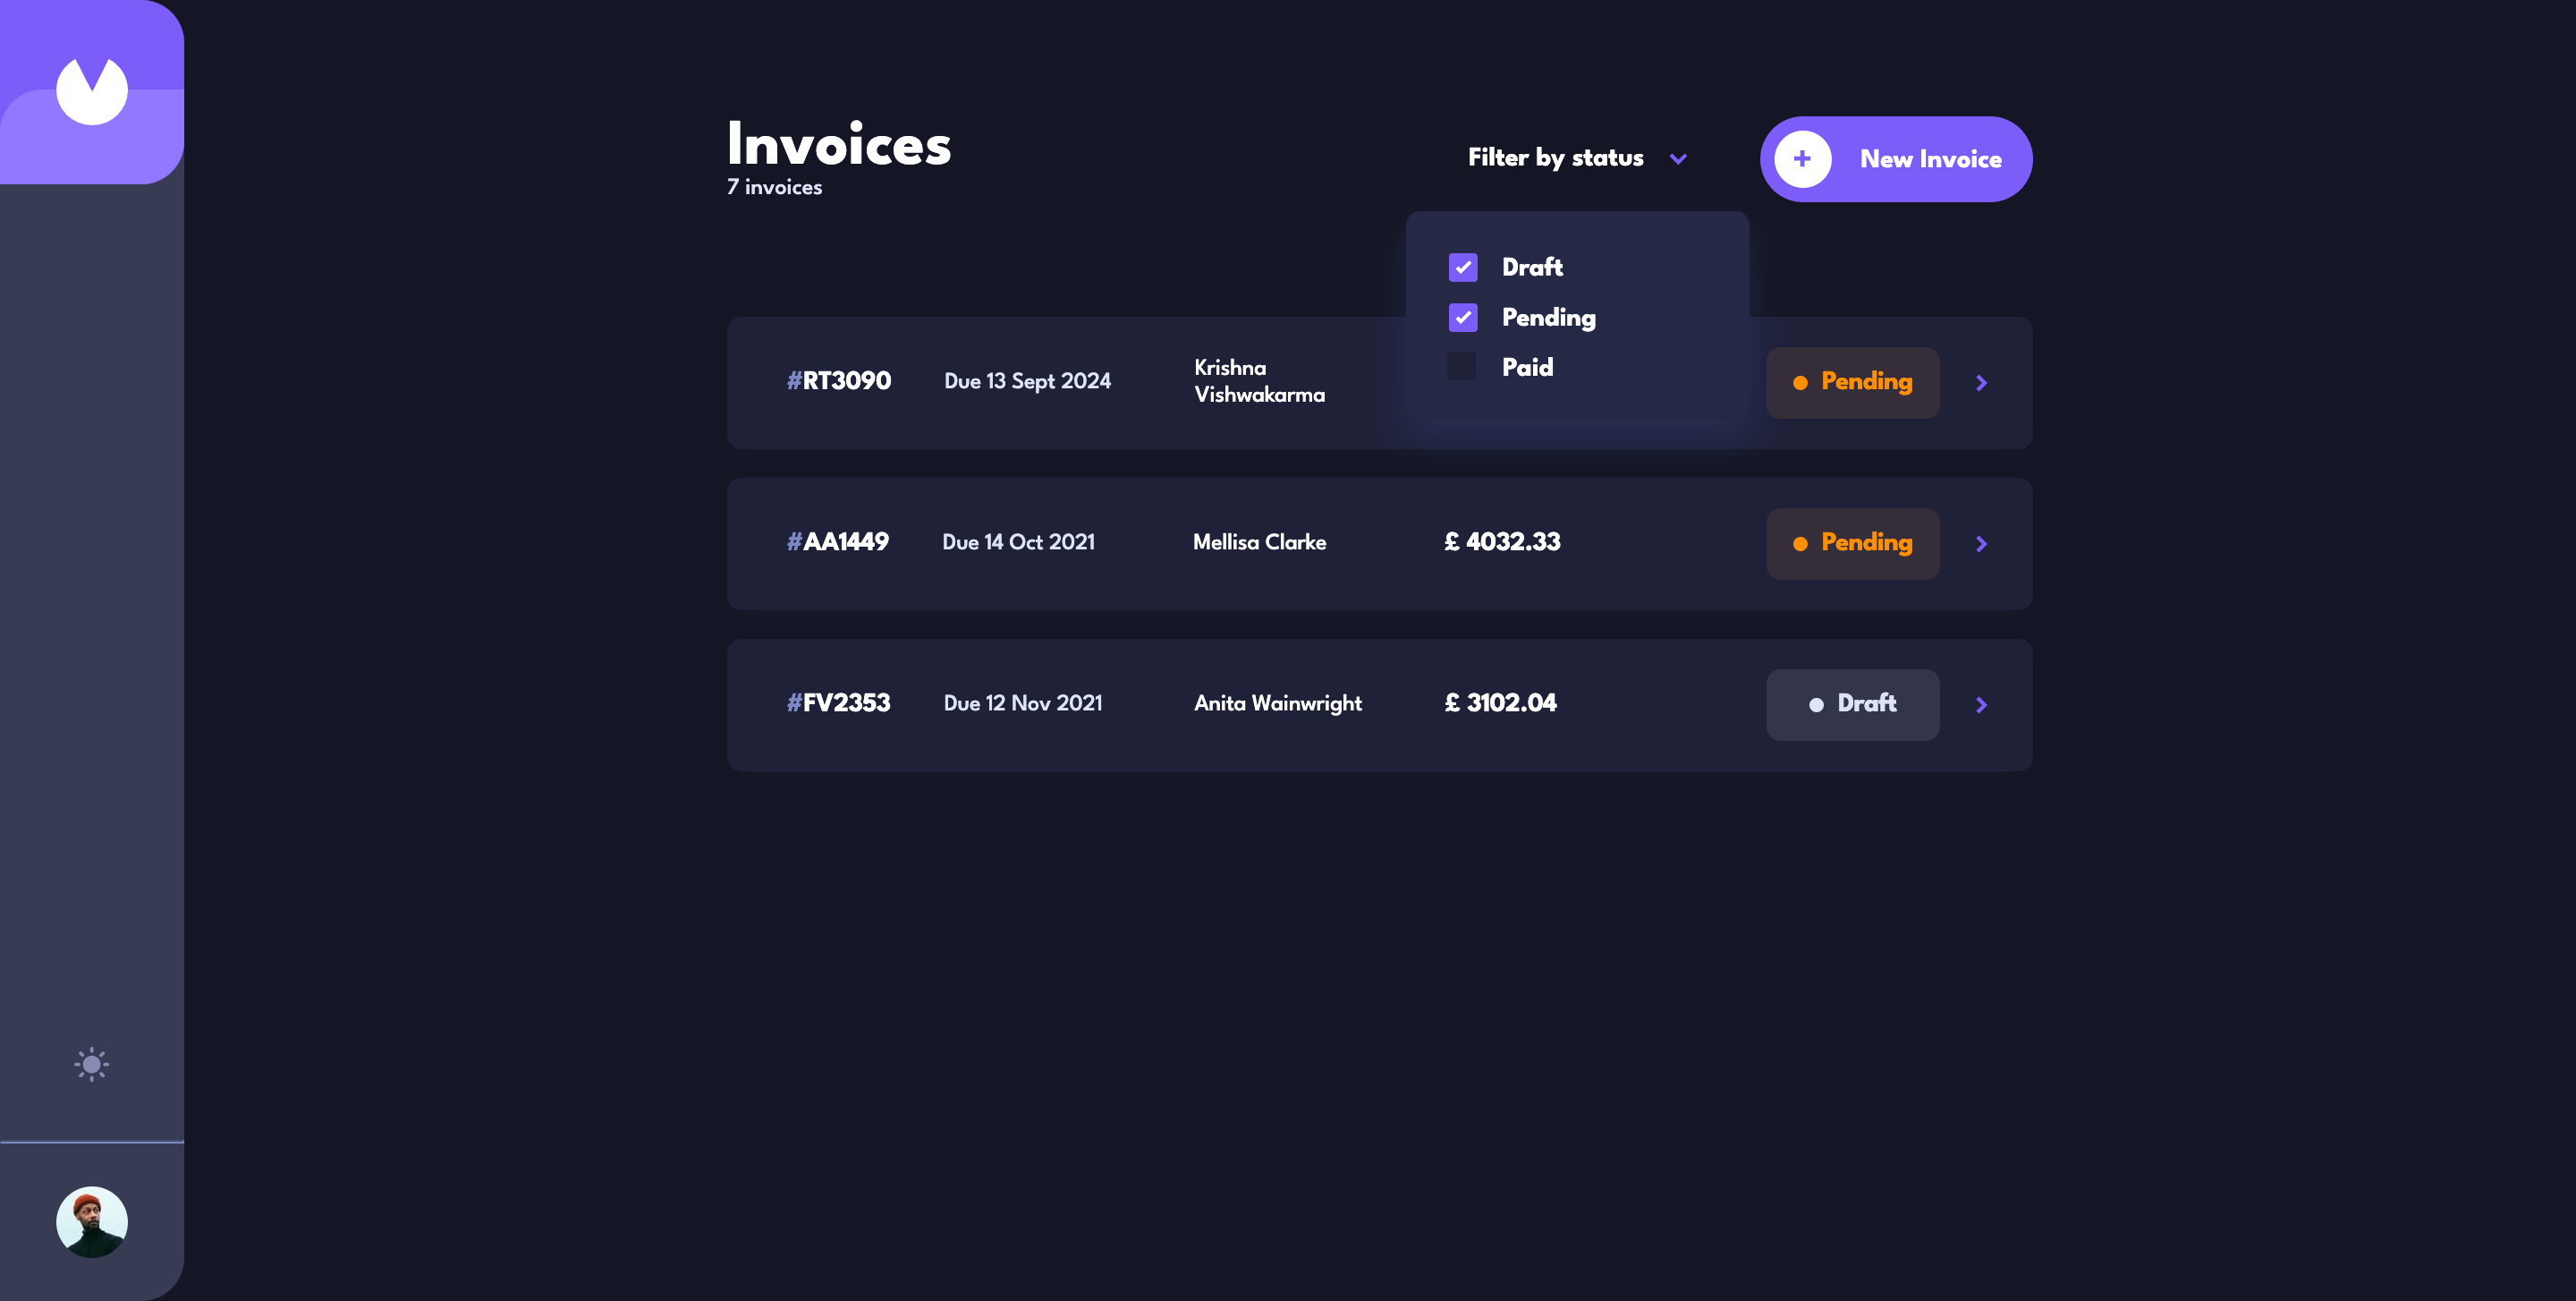 Invoices
7 invoices
Filter by status
+ New Invoice
Draft
Pending
Paid
#RT3090 Due 13 Sept 2024 Krishna
Vishwakarma
Pending
#AA1449 Due 14 Oct 2021 Mellisa Clarke £ 4032.33 Pending
#FV2353 Due 12 Nov 2021 Anita Wainwright £ 3102.04 Draft